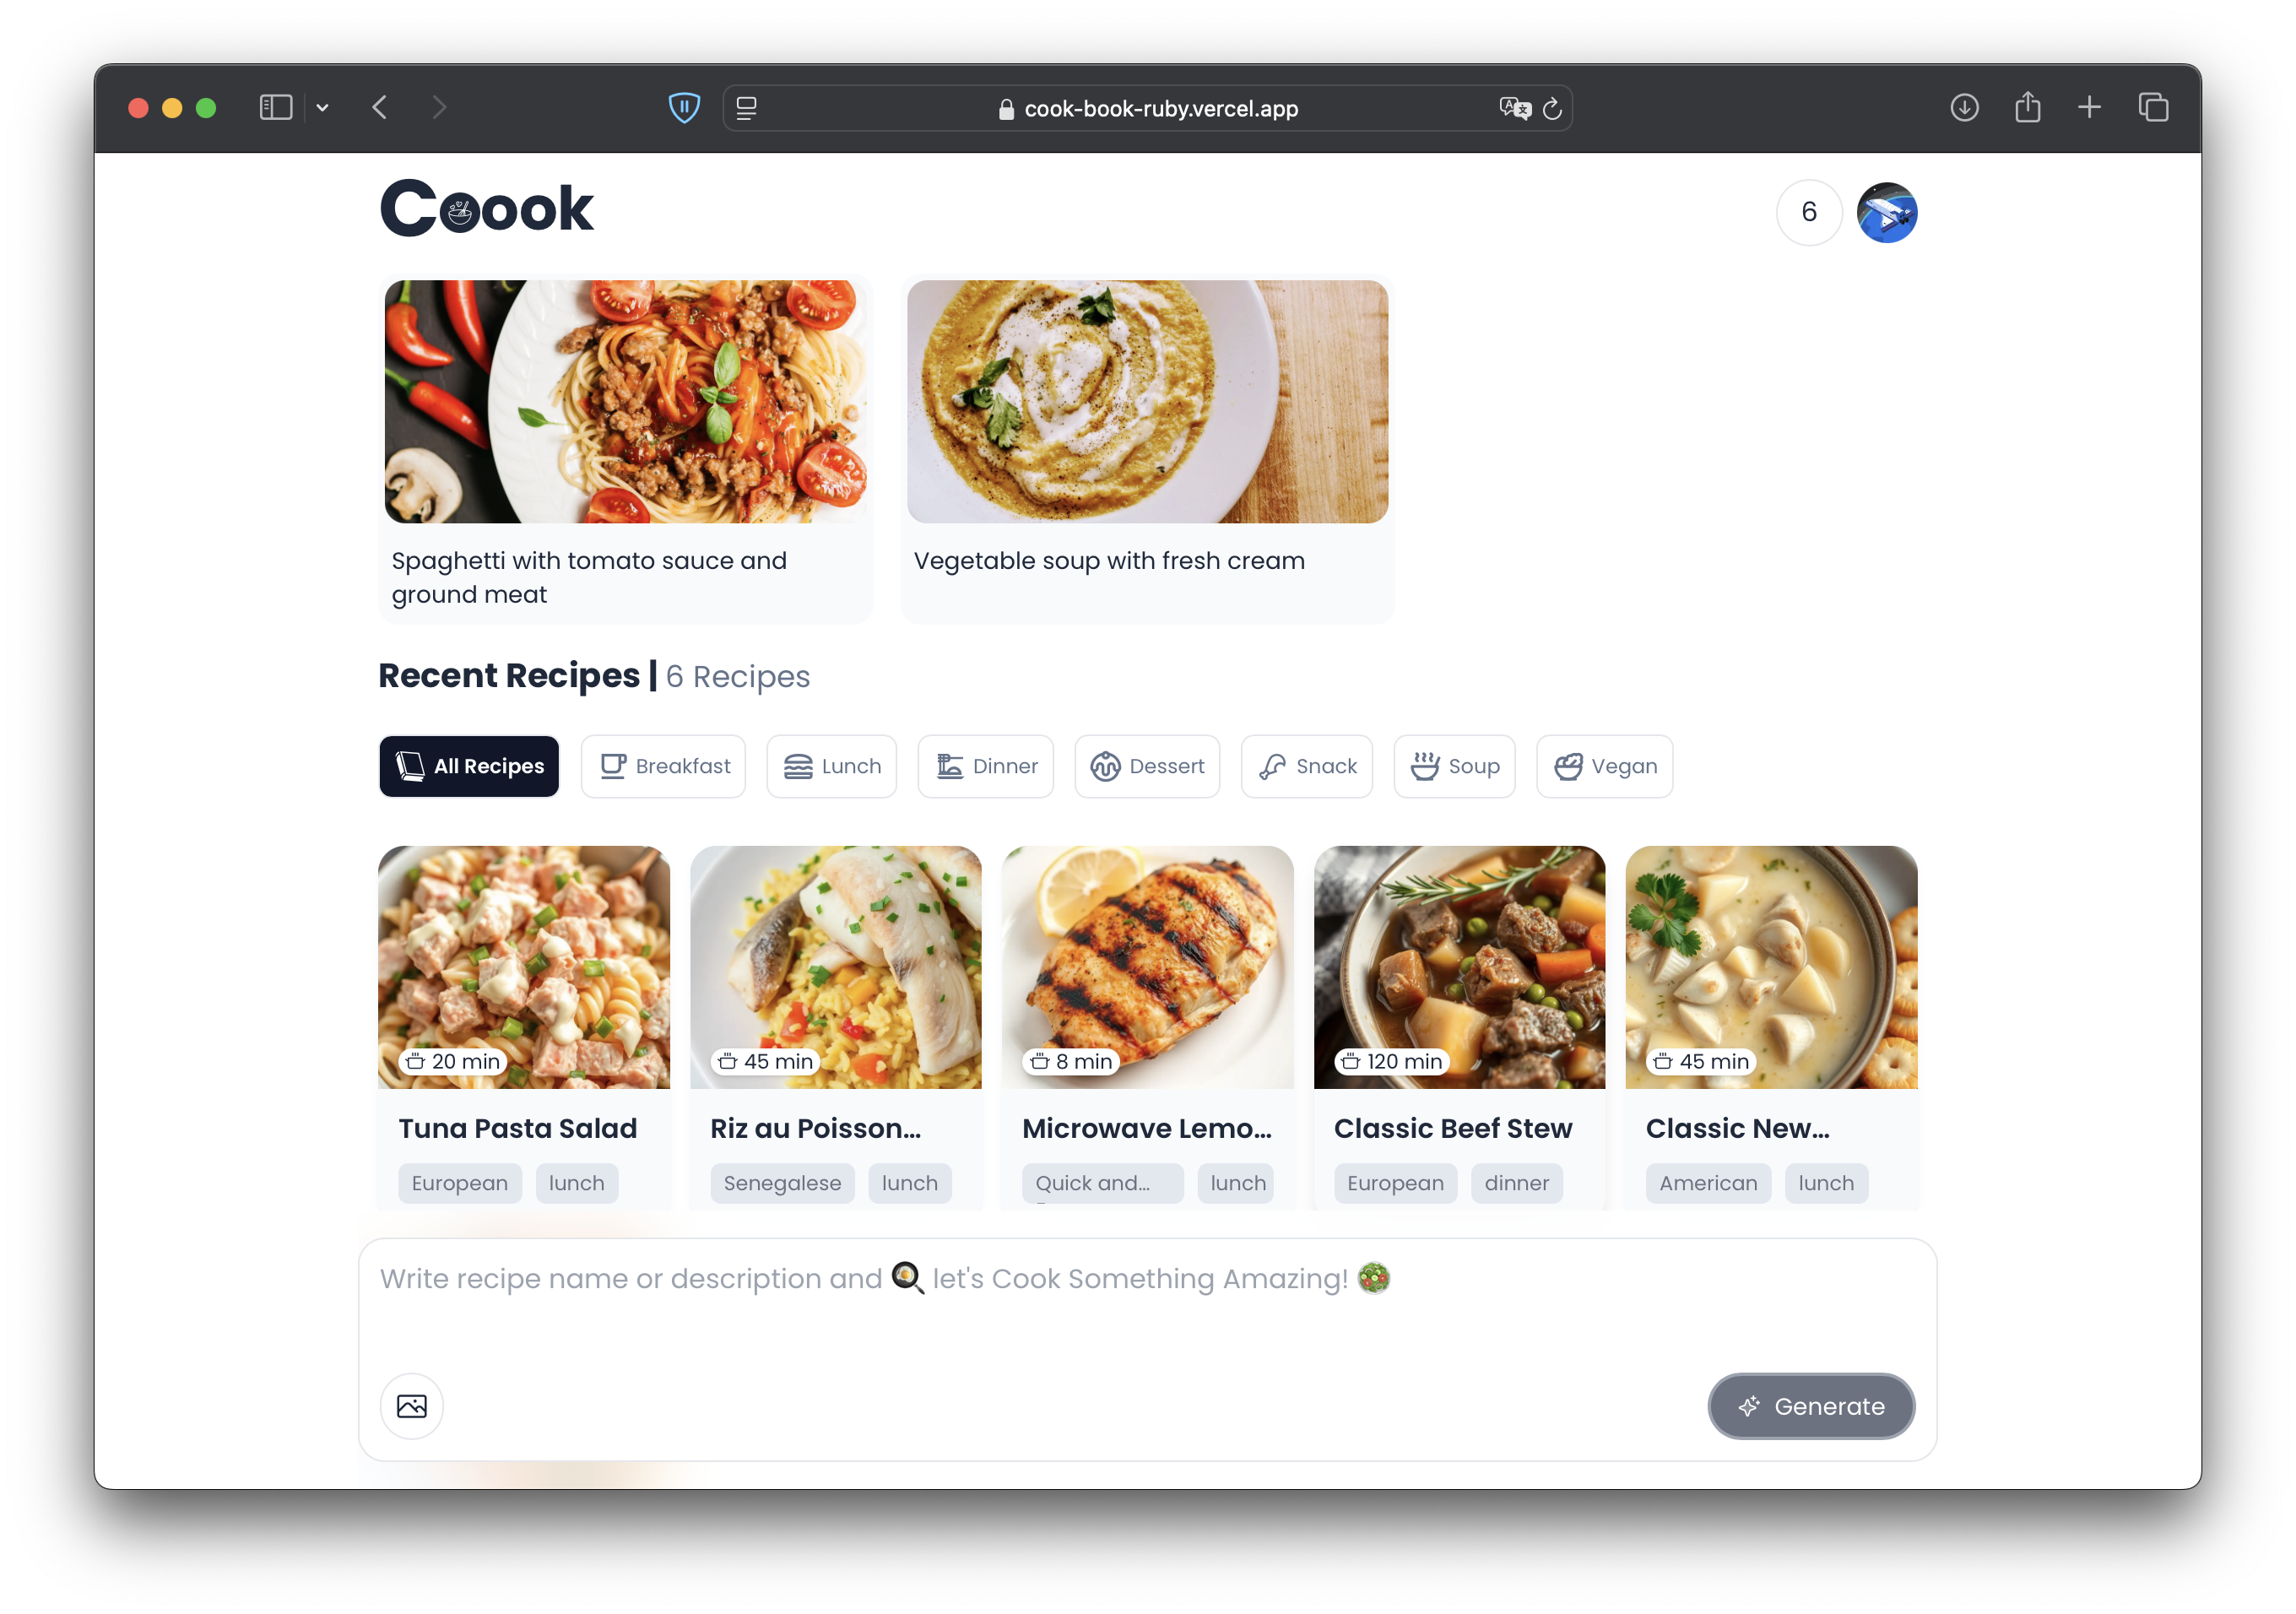 cook-book-ruby.vercel.app
Coook
6
Spaghetti with tomato sauce and
ground meat
Vegetable soup with fresh cream
Recent Recipes | 6 Recipes
All Recipes
Breakfast
Lunch
Dinner
Dessert
Snack
Soup
Vegan
20 min
45 min
8 min
120 min
45 min
Tuna Pasta Salad
Riz au Poisson...
Microwave Lemo...
Classic Beef Stew
Classic New...
European lunch
Senegalese lunch
Quick and... lunch
European dinner
American lunch
Write recipe name or description and 🍳 let's Cook Something Amazing! 🥗
Generate